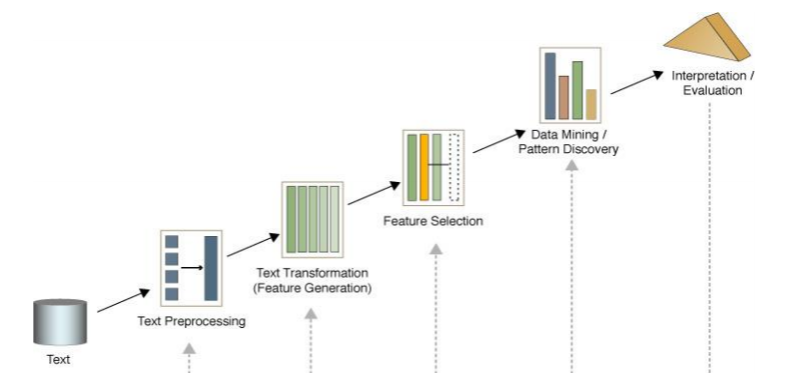 Text
Text Preprocessing
Text Transformation
(Feature Generation)
Feature Selection
Data Mining /
Pattern Discovery
Interpretation /
Evaluation